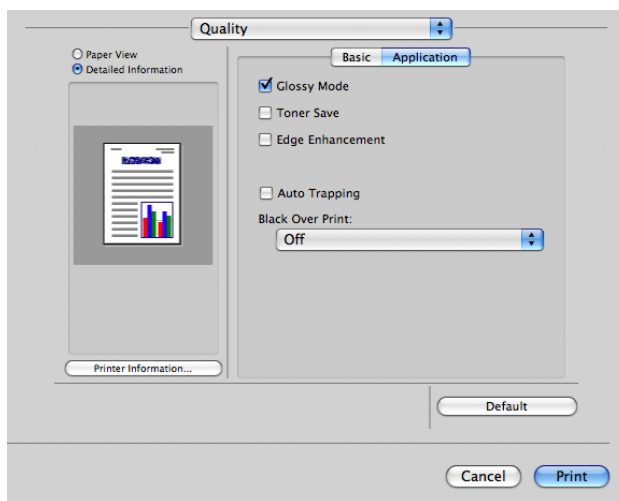 Quality
Paper View
Detailed Information
Basic Application
Glossy Mode
Toner Save
Edge Enhancement
Auto Trapping
Black Over Print:
Off
Printer Information...
Default
Cancel Print